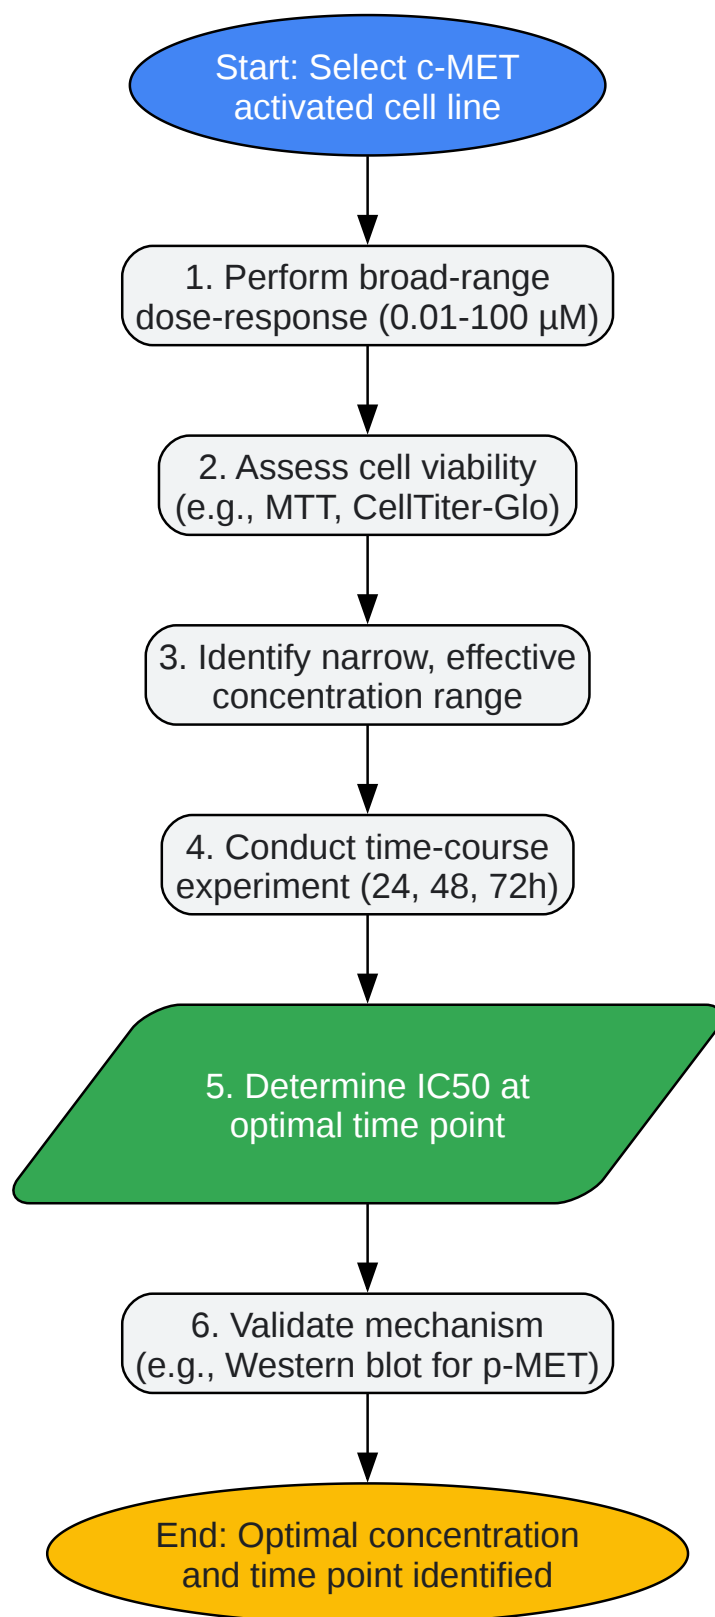 Start: Select c-MET
activated cell line
1. Perform broad-range
dose-response (0.01-100 µM)
2. Assess cell viability
(e.g., MTT, CellTiter-Glo)
3. Identify narrow, effective
concentration range
4. Conduct time-course
experiment (24, 48, 72h)
5. Determine IC50 at
optimal time point
6. Validate mechanism
(e.g., Western blot for p-MET)
End: Optimal concentration
and time point identified